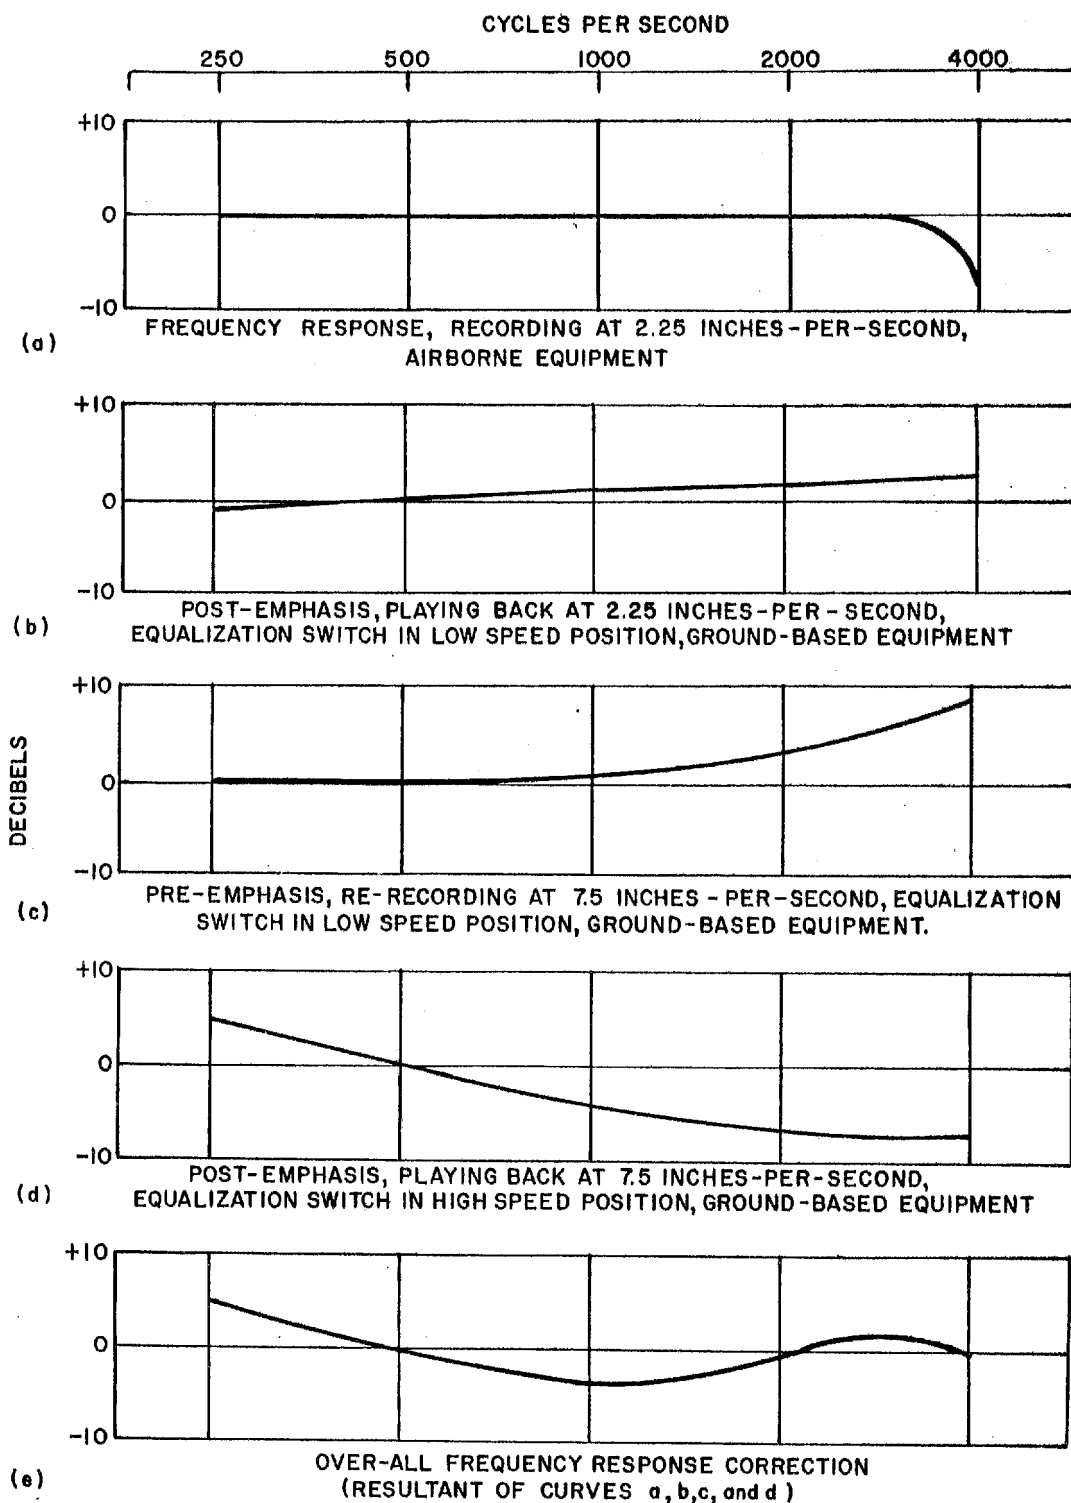 CYCLES PER SECOND
250 500 1000 2000 4000
+10
0
-10
(a)
FREQUENCY RESPONSE, RECORDING AT 2.25 INCHES-PER-SECOND,
AIRBORNE EQUIPMENT
+10
0
-10
(b)
POST-EMPHASIS, PLAYING BACK AT 2.25 INCHES-PER-SECOND,
EQUALIZATION SWITCH IN LOW SPEED POSITION, GROUND-BASED EQUIPMENT
DECIBELS
+10
0
-10
(c)
PRE-EMPHASIS, RE-RECORDING AT 7.5 INCHES-PER-SECOND, EQUALIZATION
SWITCH IN LOW SPEED POSITION, GROUND-BASED EQUIPMENT.
+10
0
-10
(d)
POST-EMPHASIS, PLAYING BACK AT 7.5 INCHES-PER-SECOND,
EQUALIZATION SWITCH IN HIGH SPEED POSITION, GROUND-BASED EQUIPMENT
+10
0
-10
(e)
OVER-ALL FREQUENCY RESPONSE CORRECTION
(RESULTANT OF CURVES a, b, c, and d)